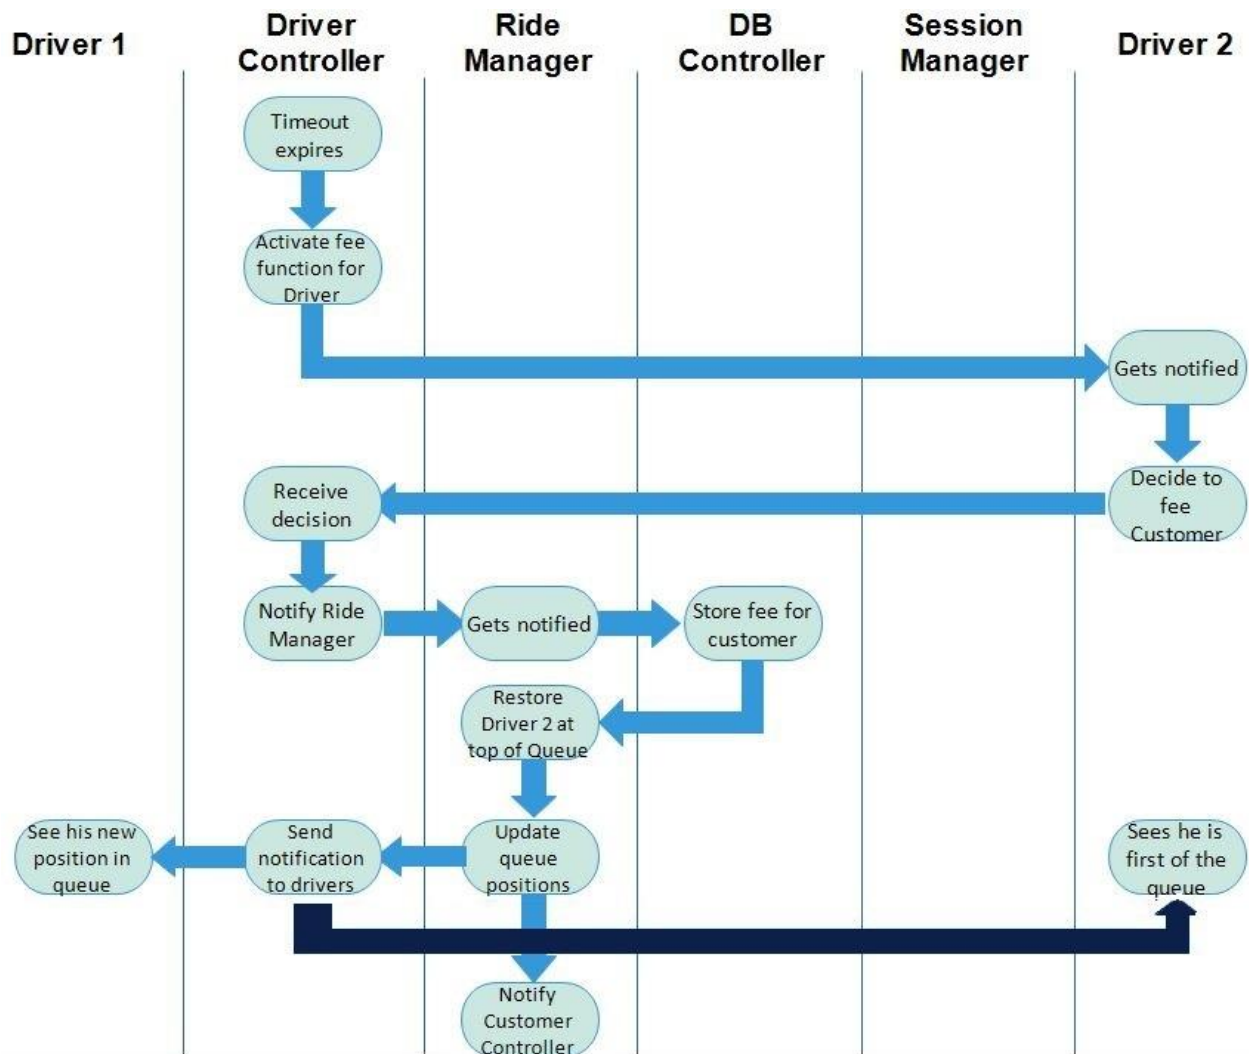 Driver 1
Driver
Controller
Ride
Manager
DB
Controller
Session
Manager
Driver 2
Timeout
expires
Activate fee
function for
Driver
Gets notified
Decide to
fee
Customer
Receive
decision
Notify Ride
Manager
Gets notified
Store fee for
customer
Restore
Driver 2 at
top of Queue
See his new
position in
queue
Send
notification
to drivers
Update
queue
positions
Sees he is
first of the
queue
Notify
Customer
Controller